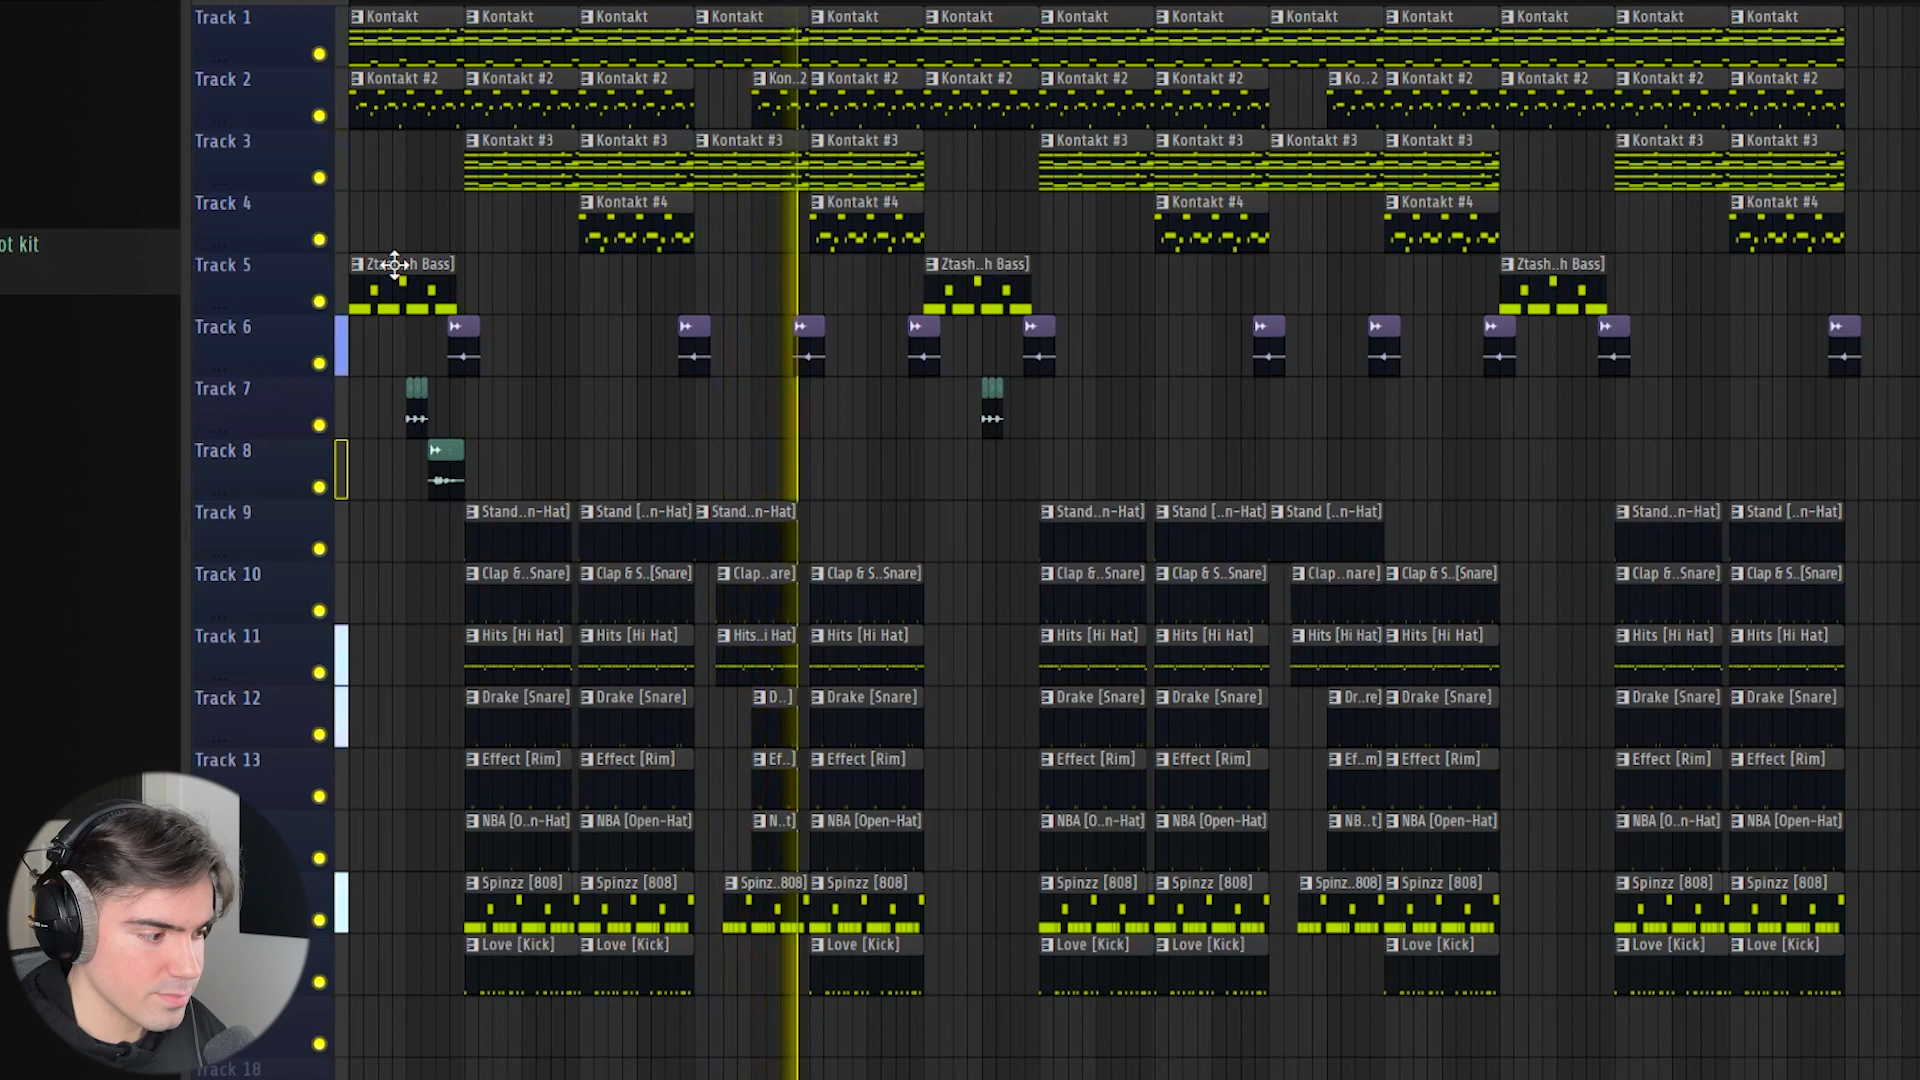 Track 1 Kontakt Kontakt Kontakt Kontakt Kontakt Kontakt Kontakt Kontakt Kontakt Kontakt Kontakt Kontakt Kontakt
Track 2 Kontakt #2 Kontakt #2 Kontakt #2 Kon..2 Kontakt #2 Kontakt #2 Kontakt #2 Kontakt #2 Ko..2 Kontakt #2 Kontakt #2 Kontakt #2 Kontakt #2
Track 3 Kontakt #3 Kontakt #3 Kontakt #3 Kontakt #3 Kontakt #3 Kontakt #3 Kontakt #3 Kontakt #3 Kontakt #3 Kontakt #3
Track 4 Kontakt #4 Kontakt #4 Kontakt #4 Kontakt #4 Kontakt #4
ot kit
Track 5 h Bass] Ztash..h Bass] Ztash..h Bass]
Track 6
Track 7
Track 8
Track 9 Stand..n-Hat] Stand [..n-Hat] Stand..n-Hat] Stand..n-Hat] Stand [..n-Hat] Stand [..n-Hat] Stand..n-Hat] Stand [..n-Hat]
Track 10 Clap &..Snare] Clap & S..[Snare] Clap..are] Clap & S..Snare] Clap &..Snare] Clap & S..Snare] Clap..nare] Clap & S..[Snare] Clap &..Snare] Clap & S..[Snare]
Track 11 Hits [Hi Hat] Hits [Hi Hat] Hits..i Hat] Hits [Hi Hat] Hits [Hi Hat] Hits [Hi Hat] Hits [Hi Hat] Hits [Hi Hat] Hits [Hi Hat] Hits [Hi Hat]
Track 12 Drake [Snare] Drake [Snare] D..] Drake [Snare] Drake [Snare] Drake [Snare] Dr..re] Drake [Snare] Drake [Snare] Drake [Snare]
Track 13 Effect [Rim] Effect [Rim] Ef..] Effect [Rim] Effect [Rim] Effect [Rim] Ef..m] Effect [Rim] Effect [Rim] Effect [Rim]
NBA [O..n-Hat] NBA [Open-Hat] N..t] NBA [Open-Hat] NBA [O..n-Hat] NBA [Open-Hat] NB..t] NBA [Open-Hat] NBA [O..n-Hat] NBA [Open-Hat]
Spinzz [808] Spinzz [808] Spinz..808] Spinzz [808] Spinzz [808] Spinzz [808] Spinz..808] Spinzz [808] Spinzz [808] Spinzz [808]
Love [Kick] Love [Kick] Love [Kick] Love [Kick] Love [Kick] Love [Kick] Love [Kick] Love [Kick]
Track 18